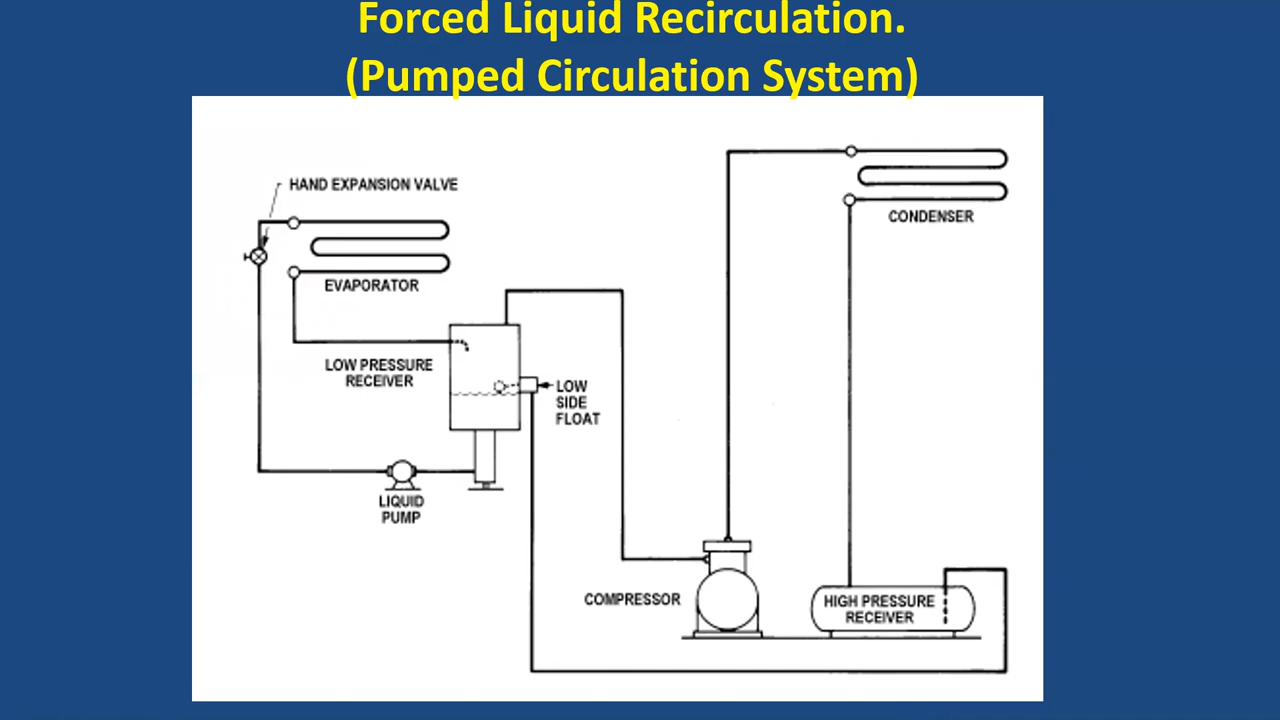 Forced Liquid Recirculation.
(Pumped Circulation System)
HAND EXPANSION VALVE
CONDENSER
EVAPORATOR
LOW PRESSURE
RECEIVER
LOW
SIDE
FLOAT
LIQUID
PUMP
COMPRESSOR
HIGH PRESSURE
RECEIVER